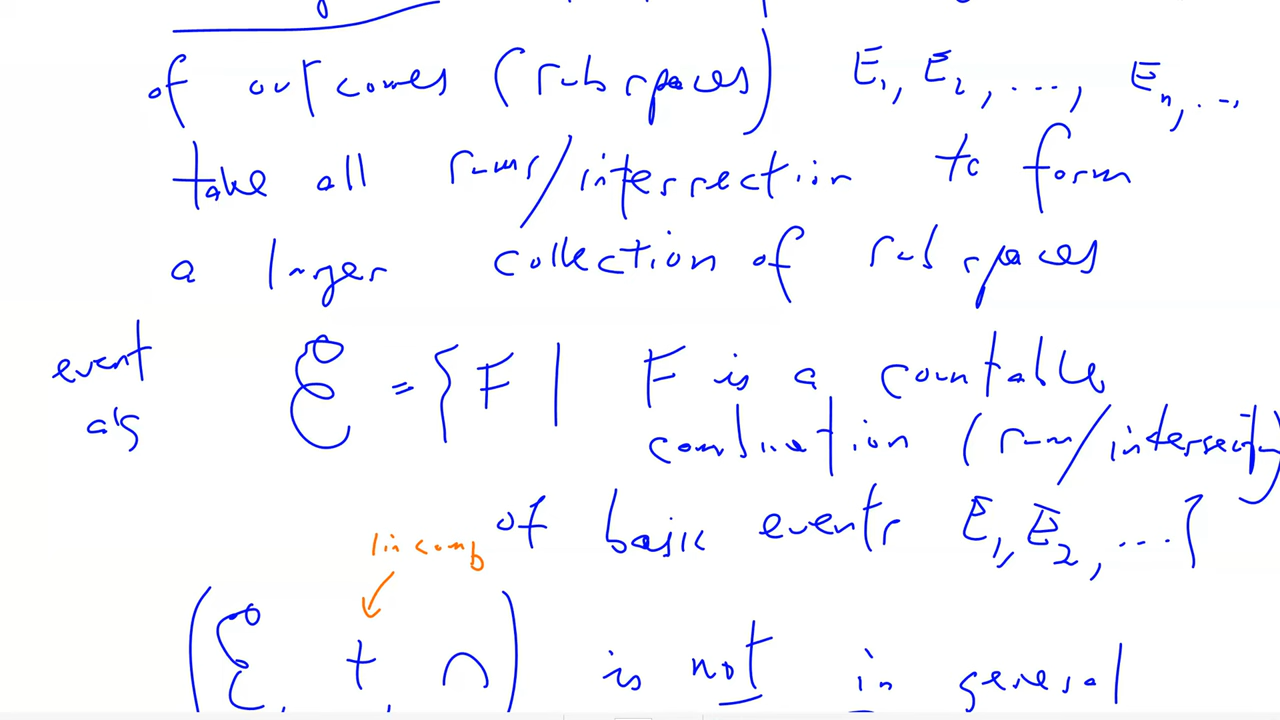 of outcomes (subspaces) E₁, E₂, ..., Eₙ, ...
take all sums/intersection to form
a larger collection of subspaces
event alg ℰ = {F | F is a countable
combination (sum/intersection)
of basic events E₁, E₂, ...}
lin comb
(ℰ, +, ∩) is not in general